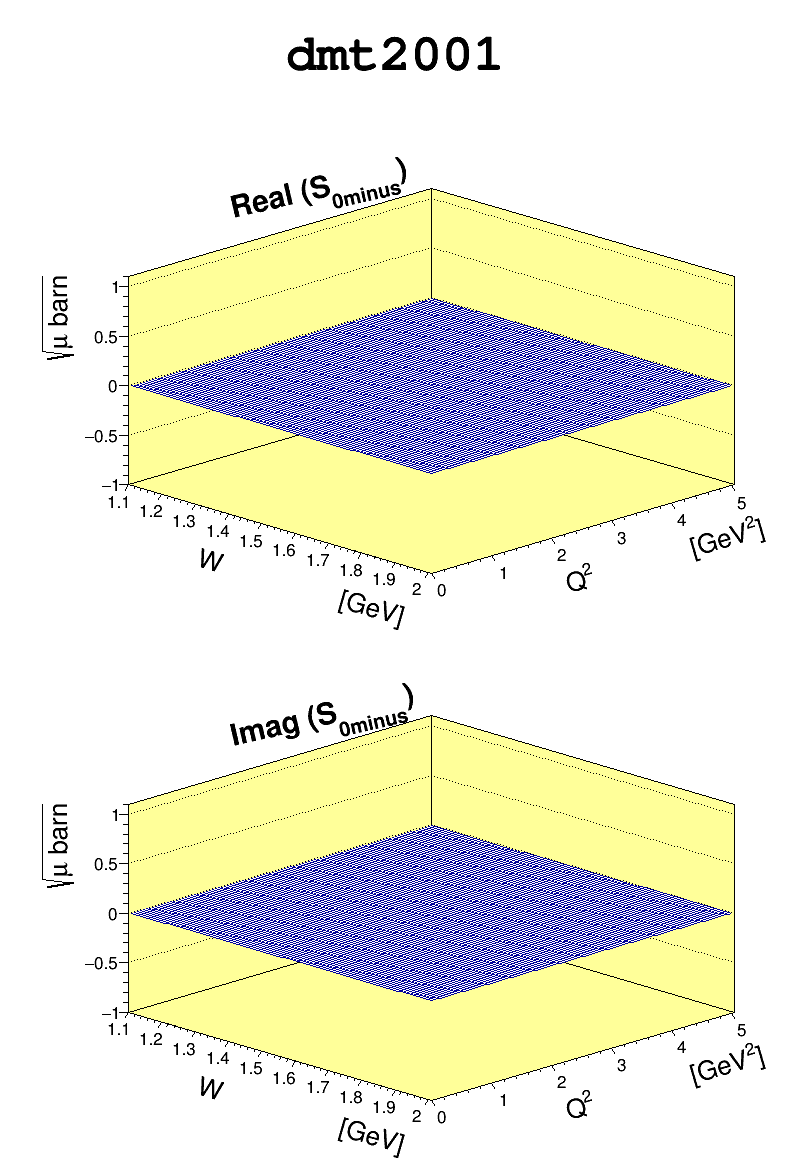 dmt2001
Real (S0minus)
√μ barn
1
0.5
0
−0.5
−1
1.1 1.2 1.3 1.4 1.5 1.6 1.7 1.8 1.9 2
W
[GeV]
0 1 2 3 4 5
Q²
[GeV²]
Imag (S0minus)
√μ barn
1
0.5
0
−0.5
−1
1.1 1.2 1.3 1.4 1.5 1.6 1.7 1.8 1.9 2
W
[GeV]
0 1 2 3 4 5
Q²
[GeV²]